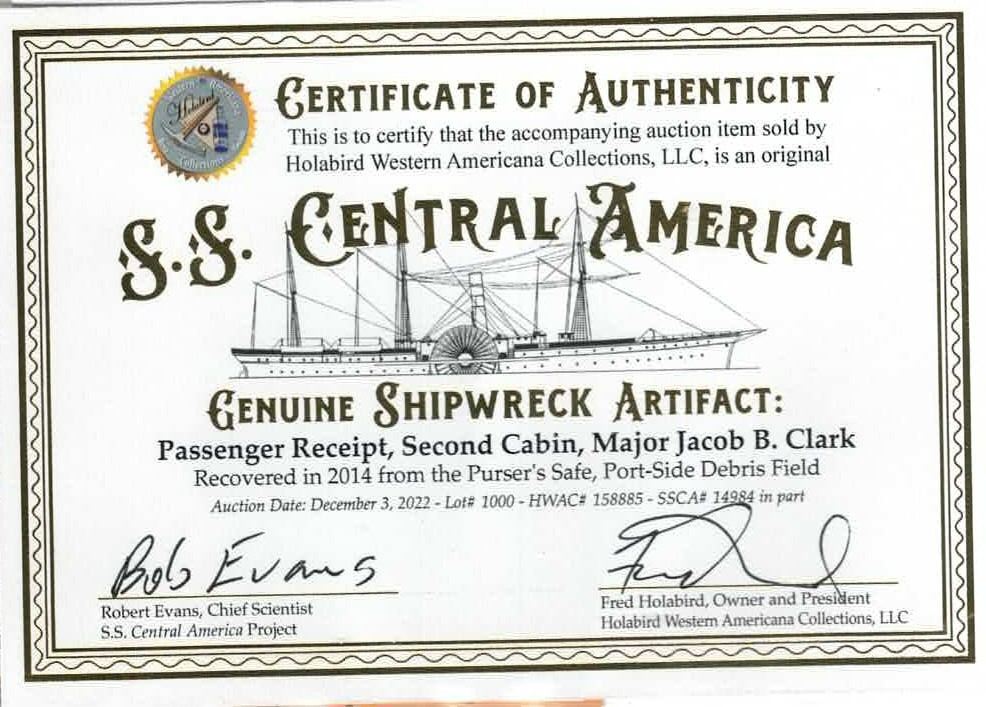 Holabird
Western Americana
Collections
CERTIFICATE OF AUTHENTICITY
This is to certify that the accompanying auction item sold by
Holabird Western Americana Collections, LLC, is an original
S.S. CENTRAL AMERICA
GENUINE SHIPWRECK ARTIFACT:
Passenger Receipt, Second Cabin, Major Jacob B. Clark
Recovered in 2014 from the Purser's Safe, Port-Side Debris Field
Auction Date: December 3, 2022 - Lot# 1000 - HWAC# 158885 - SSCA# 14984 in part
Bob Evans
Robert Evans, Chief Scientist
S.S. Central America Project
Fred Holabird, Owner and President
Holabird Western Americana Collections, LLC